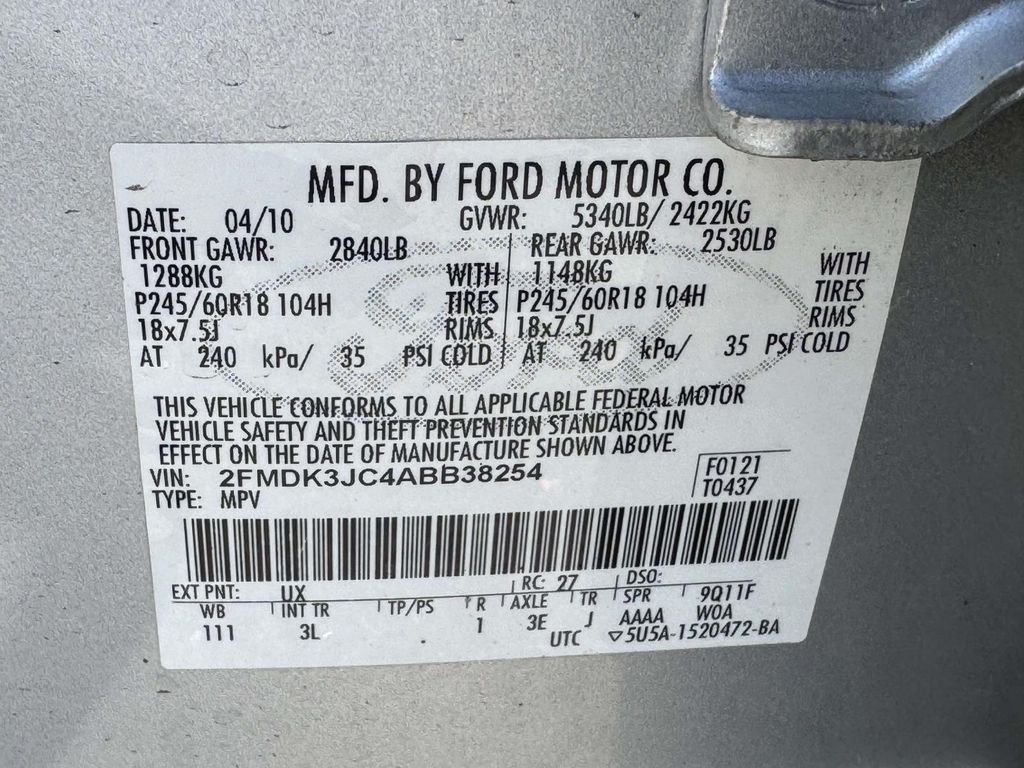 MFD. BY FORD MOTOR CO.
DATE: 04/10 GVWR: 5340LB/ 2422KG
FRONT GAWR: 2840LB REAR GAWR: 2530LB
1288KG WITH 1148KG WITH
P245/60R18 104H TIRES P245/60R18 104H TIRES
18x7.5J RIMS 18x7.5J RIMS
AT 240 kPa/ 35 PSI COLD AT 240 kPa/ 35 PSI COLD
THIS VEHICLE CONFORMS TO ALL APPLICABLE FEDERAL MOTOR
VEHICLE SAFETY AND THEFT PREVENTION STANDARDS IN
EFFECT ON THE DATE OF MANUFACTURE SHOWN ABOVE.
VIN: 2FMDK3JC4ABB38254 F0121
TYPE: MPV T0437
EXT PNT: UX RC: 27 DSO:
WB INT TR TP/PS R AXLE TR SPR 9Q11F
111 3L 1 3E J AAAA W0A
UTC ▽5U5A-1520472-BA
Ford